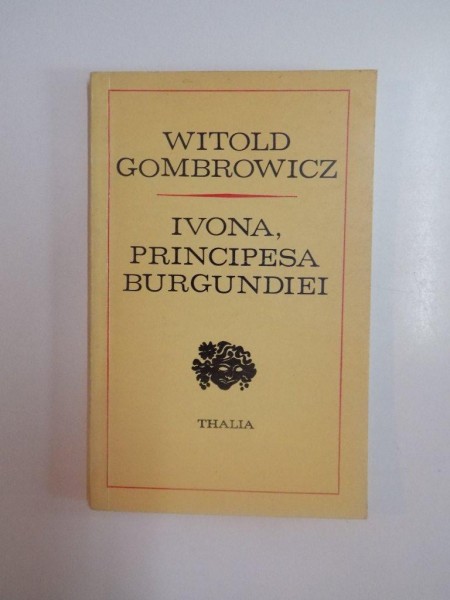 WITOLD
GOMBROWICZ
IVONA,
PRINCIPESA
BURGUNDIEI
THALIA